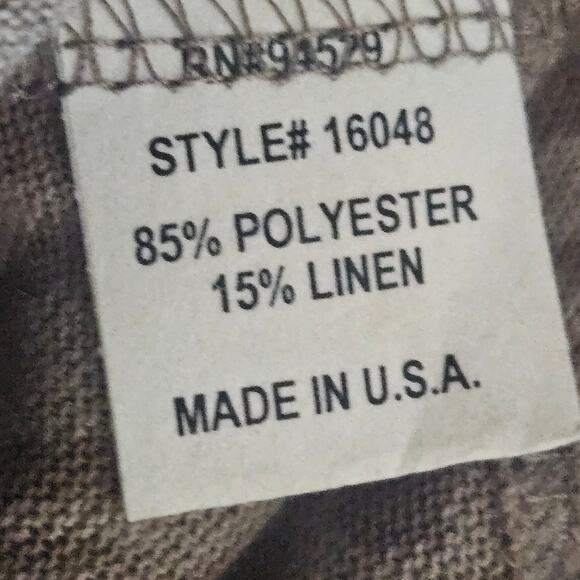 RN#94529
STYLE# 16048
85% POLYESTER
15% LINEN
MADE IN U.S.A.